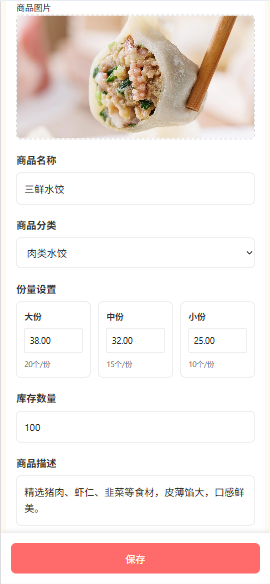 商品图片
商品名称
三鲜水饺
商品分类
肉类水饺
份量设置
大份 中份 小份
38.00 32.00 25.00
20个/份 15个/份 10个/份
库存数量
100
商品描述
精选猪肉、虾仁、韭菜等食材，皮薄馅大，口感鲜
美。
保存